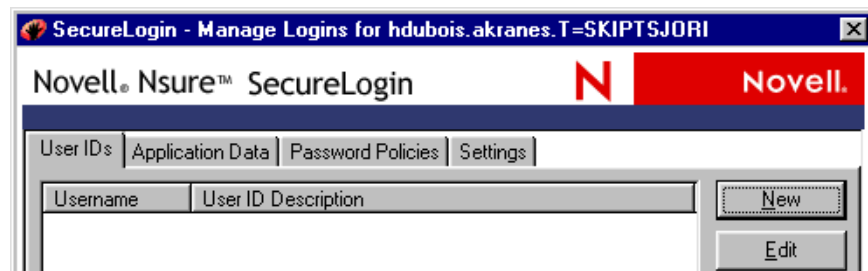 SecureLogin - Manage Logins for hdubois.akranes.T=SKIPTSJORI
Novell® Nsure™ SecureLogin N Novell.
User IDs Application Data Password Policies Settings
Username User ID Description New
Edit